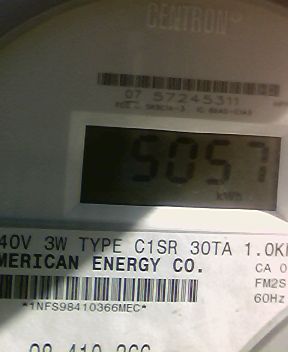 CENTRON
07 57245311
5057
kWh
40V 3W TYPE C1SR 30TA 1.0K
MERICAN ENERGY CO.
CA 0
FM2S
60Hz
*1NFS98410366MEC*